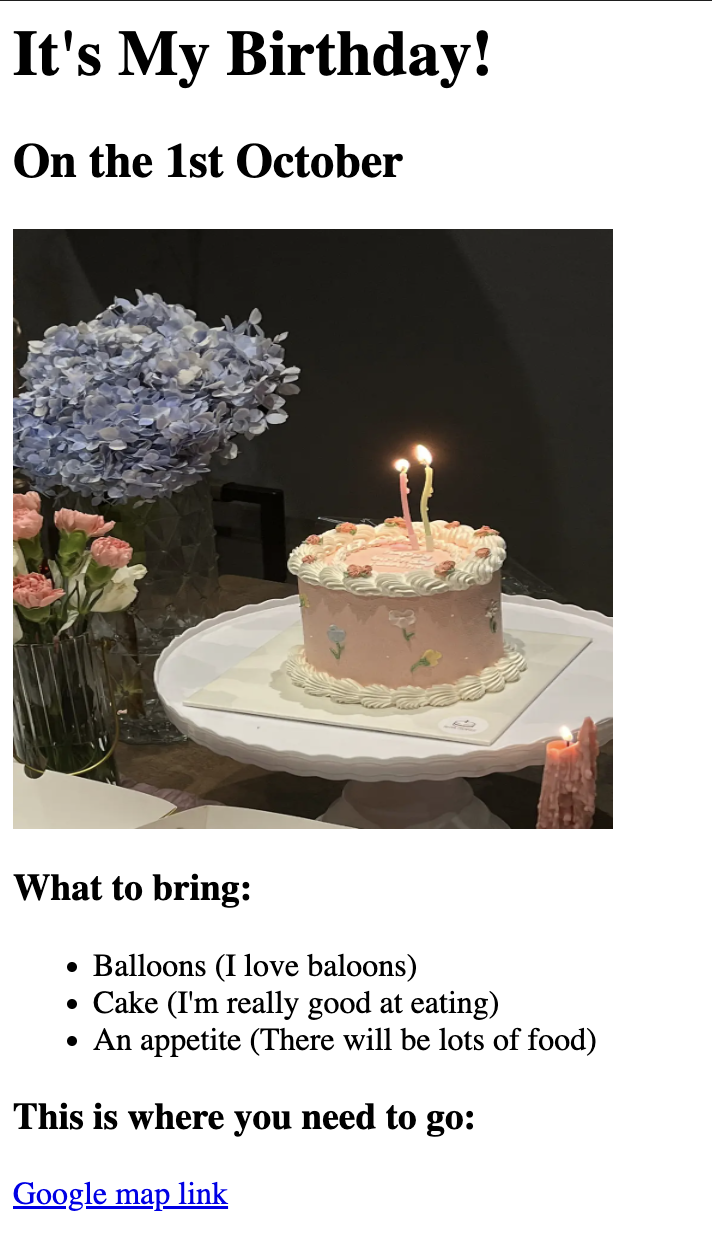 It's My Birthday!
On the 1st October
What to bring:
Balloons (I love baloons)
Cake (I'm really good at eating)
An appetite (There will be lots of food)
This is where you need to go:
Google map link